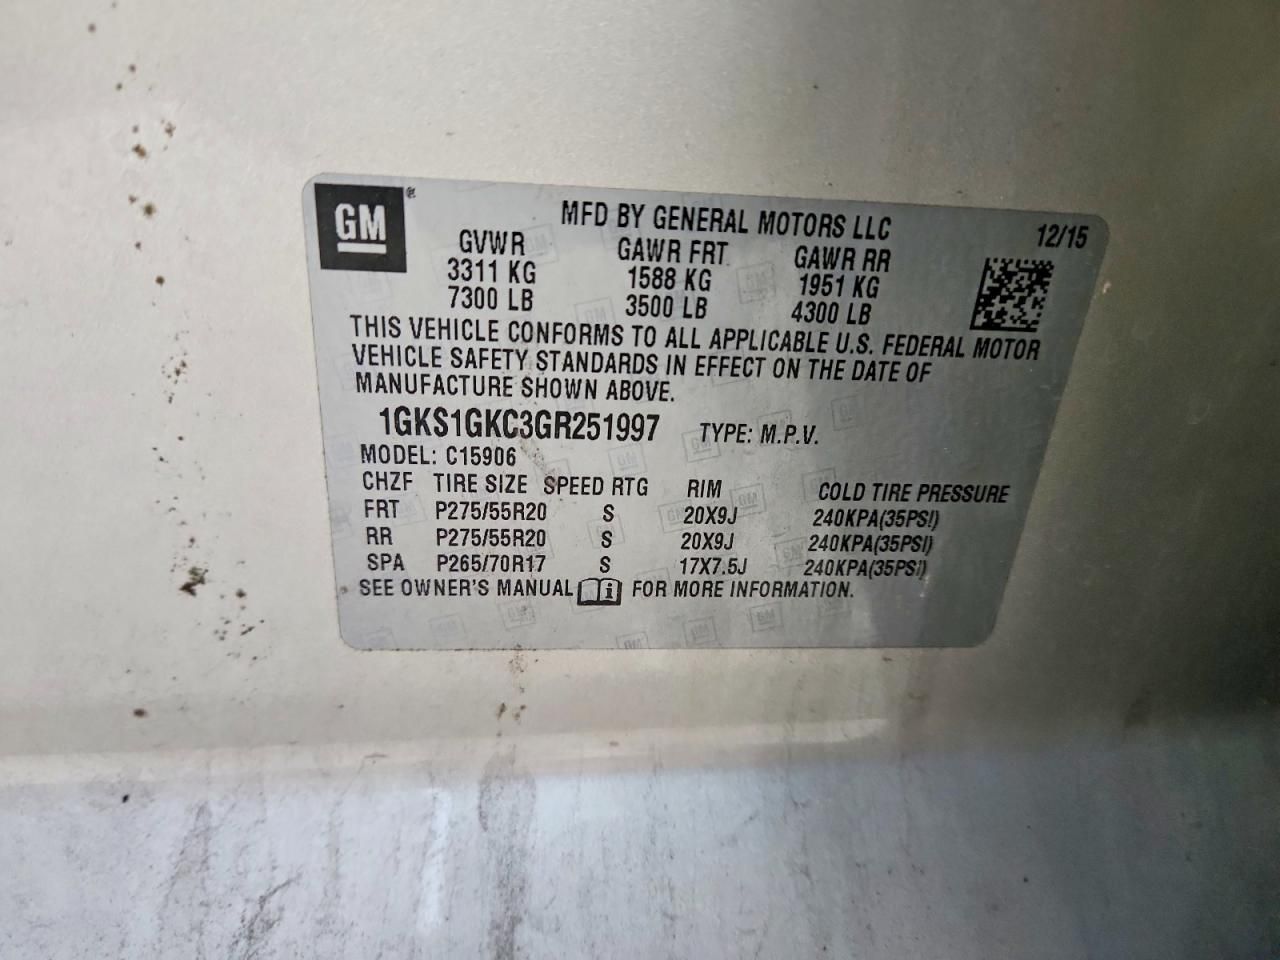 GM®
MFD BY GENERAL MOTORS LLC 12/15
GVWR GAWR FRT GAWR RR
3311 KG 1588 KG 1951 KG
7300 LB 3500 LB 4300 LB
THIS VEHICLE CONFORMS TO ALL APPLICABLE U.S. FEDERAL MOTOR
VEHICLE SAFETY STANDARDS IN EFFECT ON THE DATE OF
MANUFACTURE SHOWN ABOVE.
1GKS1GKC3GR251997 TYPE: M.P.V.
MODEL: C15906
CHZF TIRE SIZE SPEED RTG RIM COLD TIRE PRESSURE
FRT P275/55R20 S 20X9J 240KPA(35PSI)
RR P275/55R20 S 20X9J 240KPA(35PSI)
SPA P265/70R17 S 17X7.5J 240KPA(35PSI)
SEE OWNER'S MANUAL i FOR MORE INFORMATION.